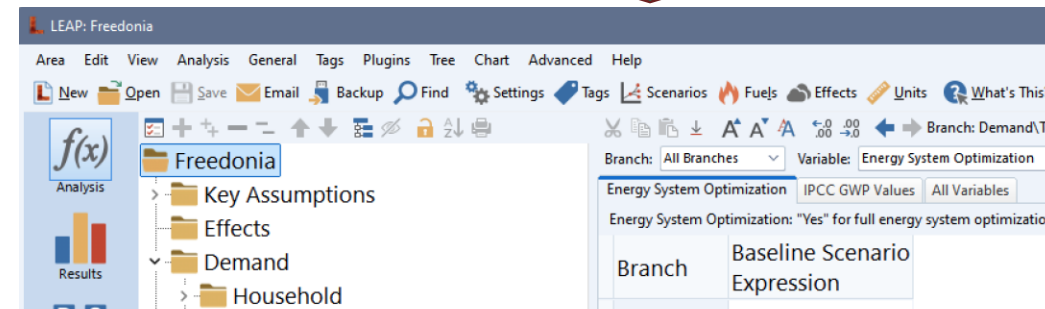 LEAP: Freedonia
Area Edit View Analysis General Tags Plugins Tree Chart Advanced Help
New Open Save Email Backup Find Settings Tags Scenarios Fuels Effects Units What's This
Branch: Demand\T
f(x)
Analysis
Results
Freedonia
Key Assumptions
Effects
Demand
Household
Branch: All Branches Variable: Energy System Optimization
Energy System Optimization IPCC GWP Values All Variables
Energy System Optimization: "Yes" for full energy system optimizatio
Branch
Baseline Scenario
Expression